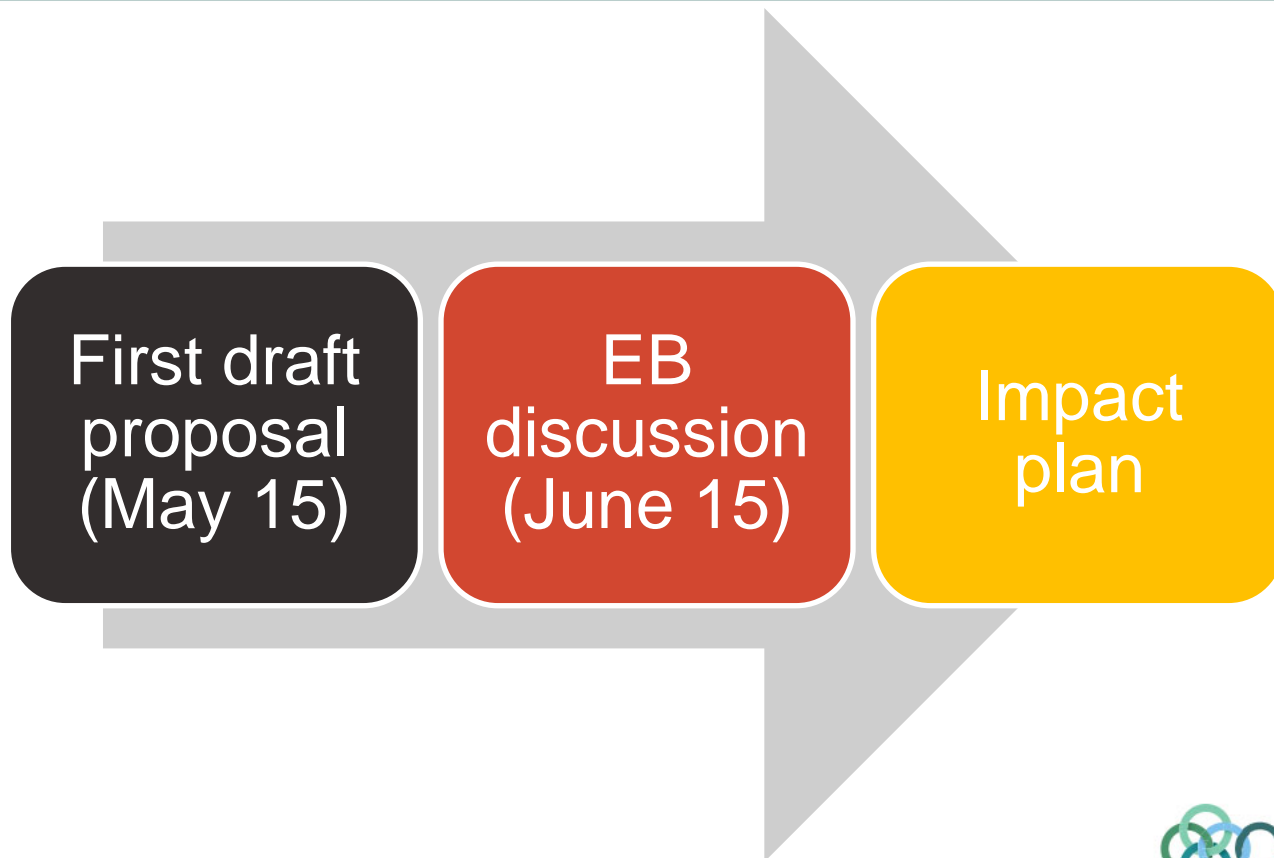 First draft
proposal
(May 15)
EB
discussion
(June 15)
Impact
plan